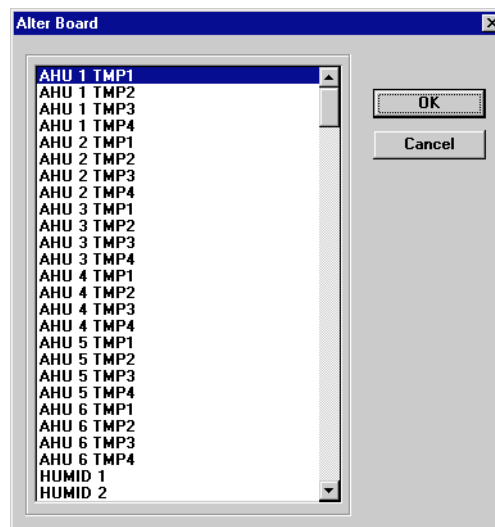 Alter Board
AHU 1 TMP1
AHU 1 TMP2
AHU 1 TMP3
AHU 1 TMP4
AHU 2 TMP1
AHU 2 TMP2
AHU 2 TMP3
AHU 2 TMP4
AHU 3 TMP1
AHU 3 TMP2
AHU 3 TMP3
AHU 3 TMP4
AHU 4 TMP1
AHU 4 TMP2
AHU 4 TMP3
AHU 4 TMP4
AHU 5 TMP1
AHU 5 TMP2
AHU 5 TMP3
AHU 5 TMP4
AHU 6 TMP1
AHU 6 TMP2
AHU 6 TMP3
AHU 6 TMP4
HUMID 1
HUMID 2
OK
Cancel